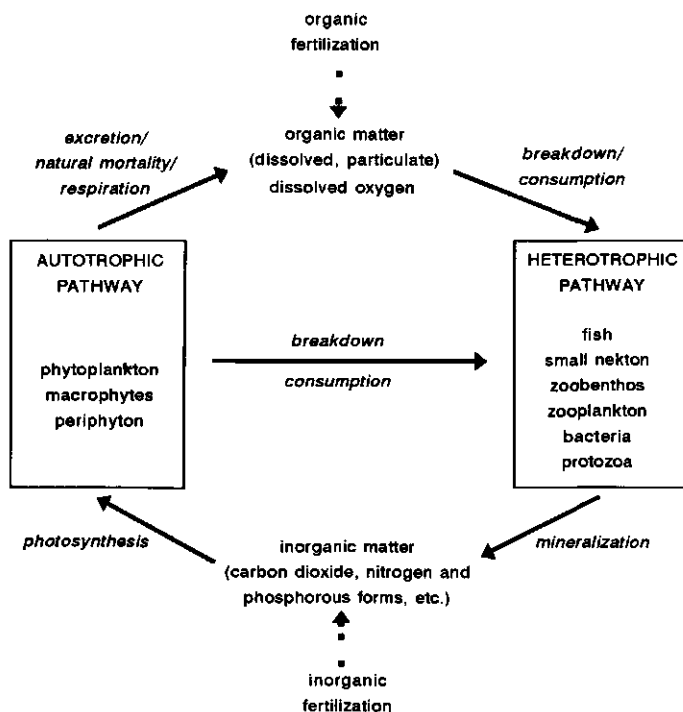 organic
fertilization
excretion/
natural mortality/
respiration
organic matter
(dissolved, particulate)
dissolved oxygen
breakdown/
consumption
AUTOTROPHIC
PATHWAY
phytoplankton
macrophytes
periphyton
breakdown
consumption
HETEROTROPHIC
PATHWAY
fish
small nekton
zoobenthos
zooplankton
bacteria
protozoa
photosynthesis
inorganic matter
(carbon dioxide, nitrogen and
phosphorous forms, etc.)
mineralization
inorganic
fertilization